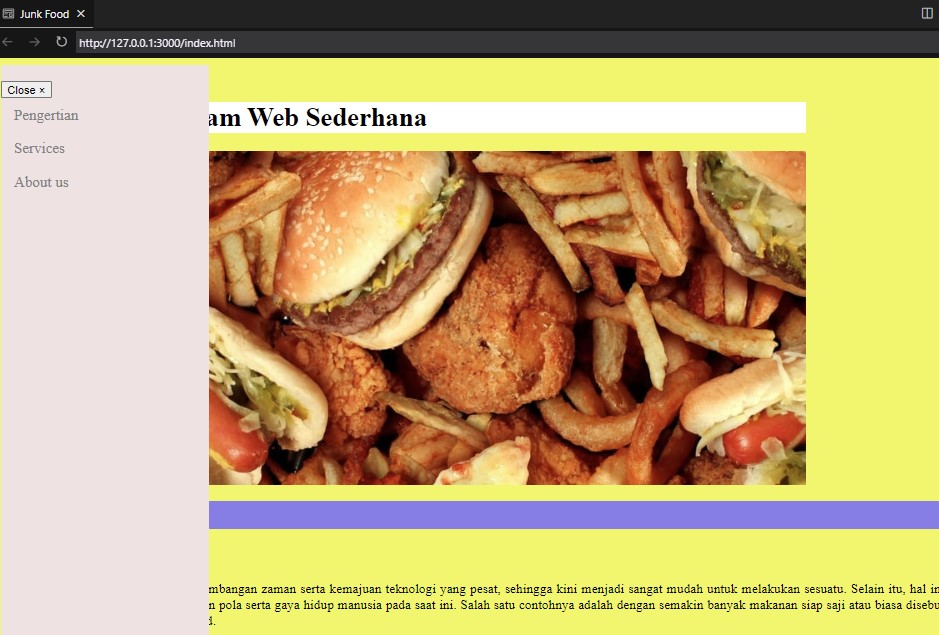 Junk Food
http://127.0.0.1:3000/index.html
Close ×
am Web Sederhana
Pengertian
Services
About us
mbangan zaman serta kemajuan teknologi yang pesat, sehingga kini menjadi sangat mudah untuk melakukan sesuatu. Selain itu, hal in
n pola serta gaya hidup manusia pada saat ini. Salah satu contohnya adalah dengan semakin banyak makanan siap saji atau biasa disebu
d.